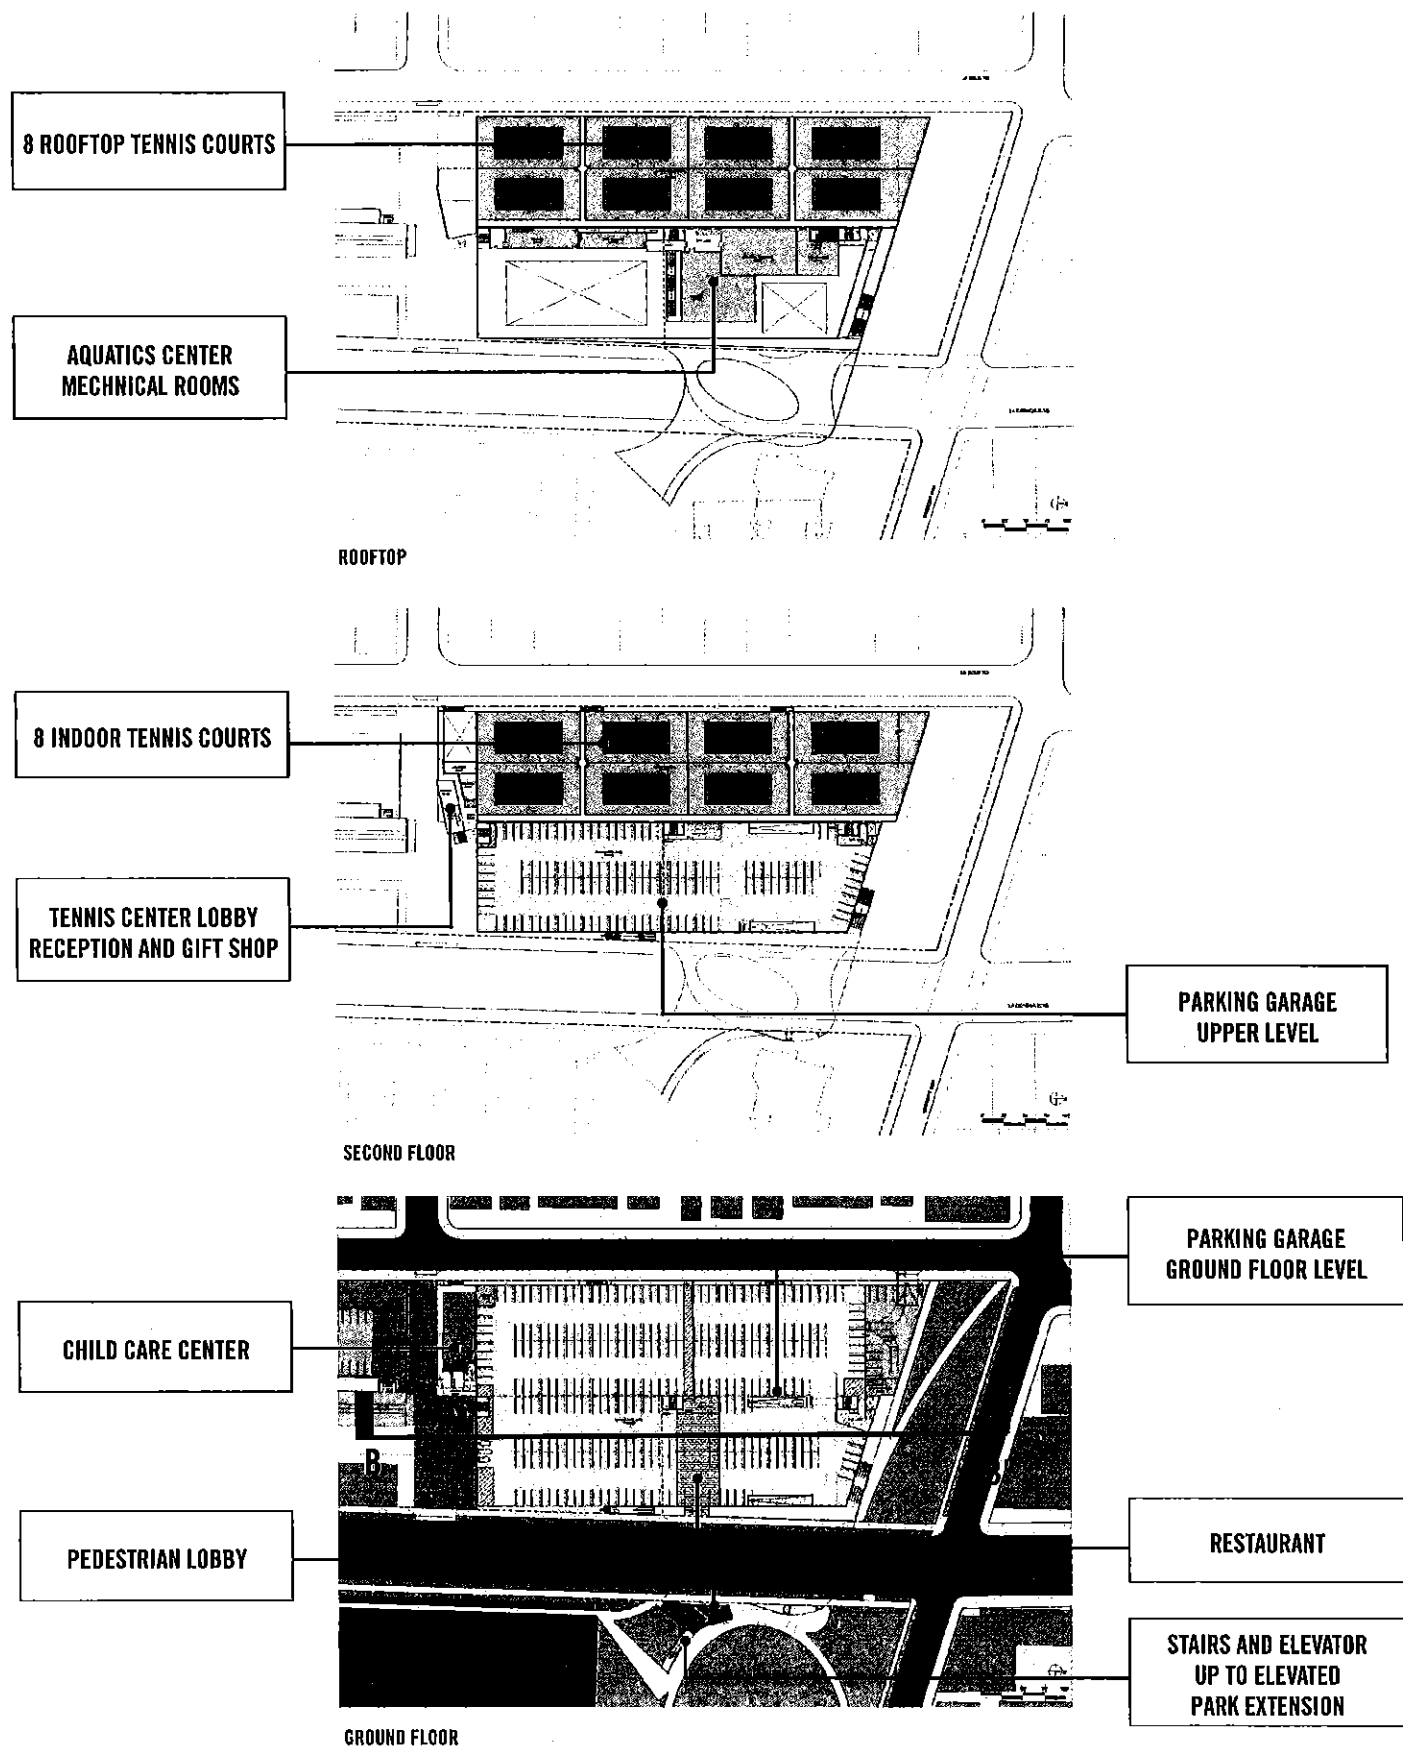 8 ROOFTOP TENNIS COURTS
AQUATICS CENTER
MECHNICAL ROOMS
ROOFTOP
8 INDOOR TENNIS COURTS
TENNIS CENTER LOBBY
RECEPTION AND GIFT SHOP
PARKING GARAGE
UPPER LEVEL
SECOND FLOOR
PARKING GARAGE
GROUND FLOOR LEVEL
CHILD CARE CENTER
B
PEDESTRIAN LOBBY
RESTAURANT
STAIRS AND ELEVATOR
UP TO ELEVATED
PARK EXTENSION
GROUND FLOOR